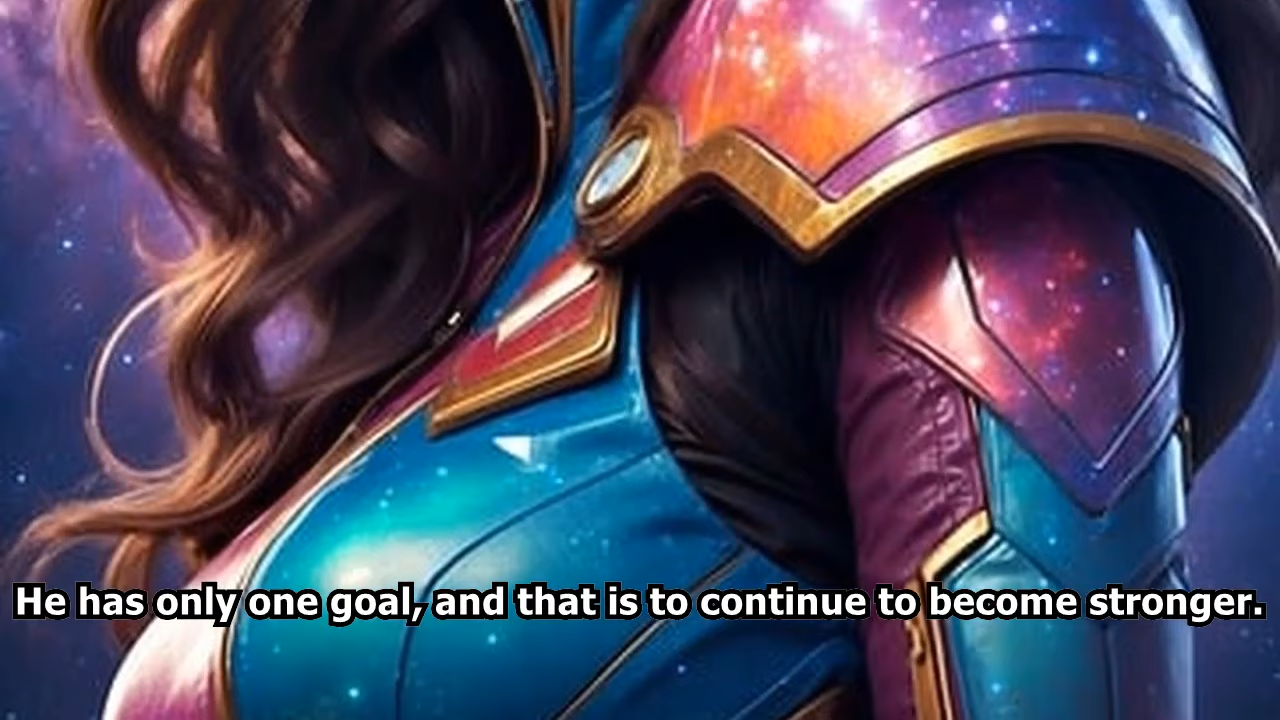 He has only one goal, and that is to continue to become stronger.